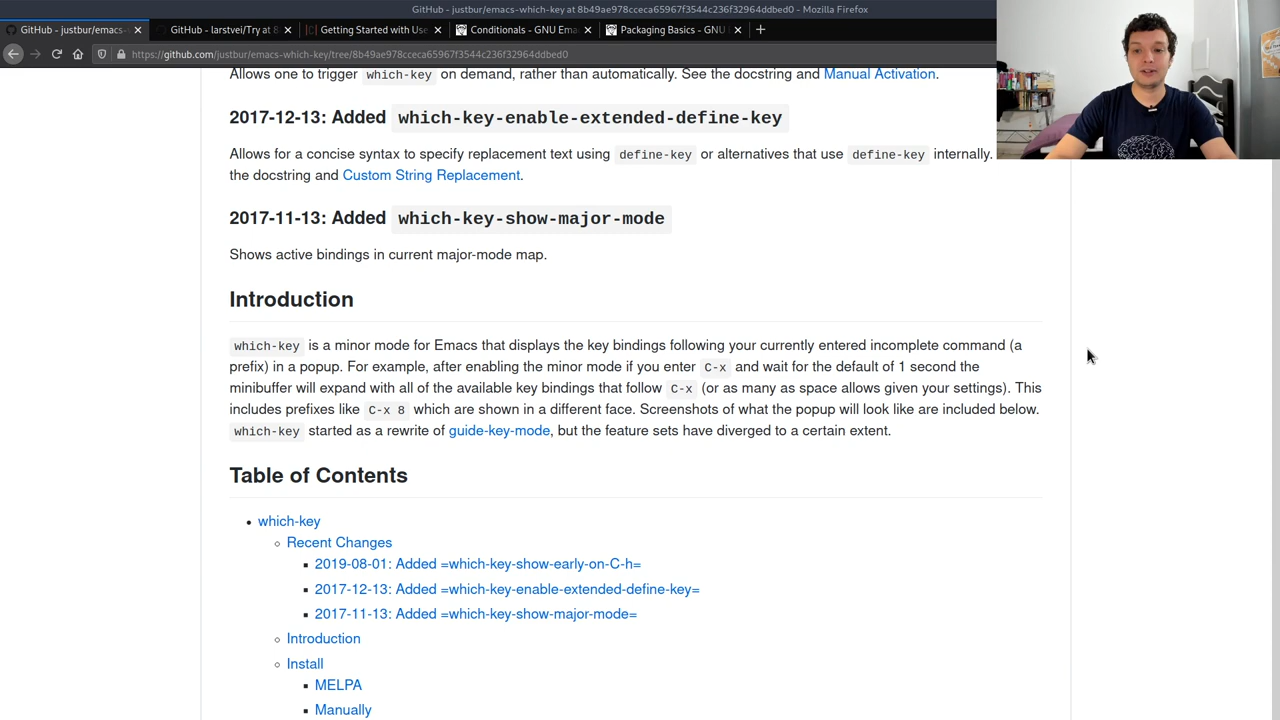 GitHub - justbur/emacs-which-key at 8b49ae978cceca65967f3544c236f32964ddbed0 - Mozilla Firefox
GitHub - justbur/emacs-
GitHub - larstvei/Try at 8
Getting Started with Use
Conditionals - GNU Ema
Packaging Basics - GNU
https://github.com/justbur/emacs-which-key/tree/8b49ae978cceca65967f3544c236f32964ddbed0
Allows one to trigger which-key on demand, rather than automatically. See the docstring and Manual Activation.
2017-12-13: Added which-key-enable-extended-define-key
Allows for a concise syntax to specify replacement text using define-key or alternatives that use define-key internally.
the docstring and Custom String Replacement.
2017-11-13: Added which-key-show-major-mode
Shows active bindings in current major-mode map.
Introduction
which-key is a minor mode for Emacs that displays the key bindings following your currently entered incomplete command (a
prefix) in a popup. For example, after enabling the minor mode if you enter C-x and wait for the default of 1 second the
minibuffer will expand with all of the available key bindings that follow C-x (or as many as space allows given your settings). This
includes prefixes like C-x 8 which are shown in a different face. Screenshots of what the popup will look like are included below.
which-key started as a rewrite of guide-key-mode, but the feature sets have diverged to a certain extent.
Table of Contents
which-key
Recent Changes
2019-08-01: Added =which-key-show-early-on-C-h=
2017-12-13: Added =which-key-enable-extended-define-key=
2017-11-13: Added =which-key-show-major-mode=
Introduction
Install
MELPA
Manually